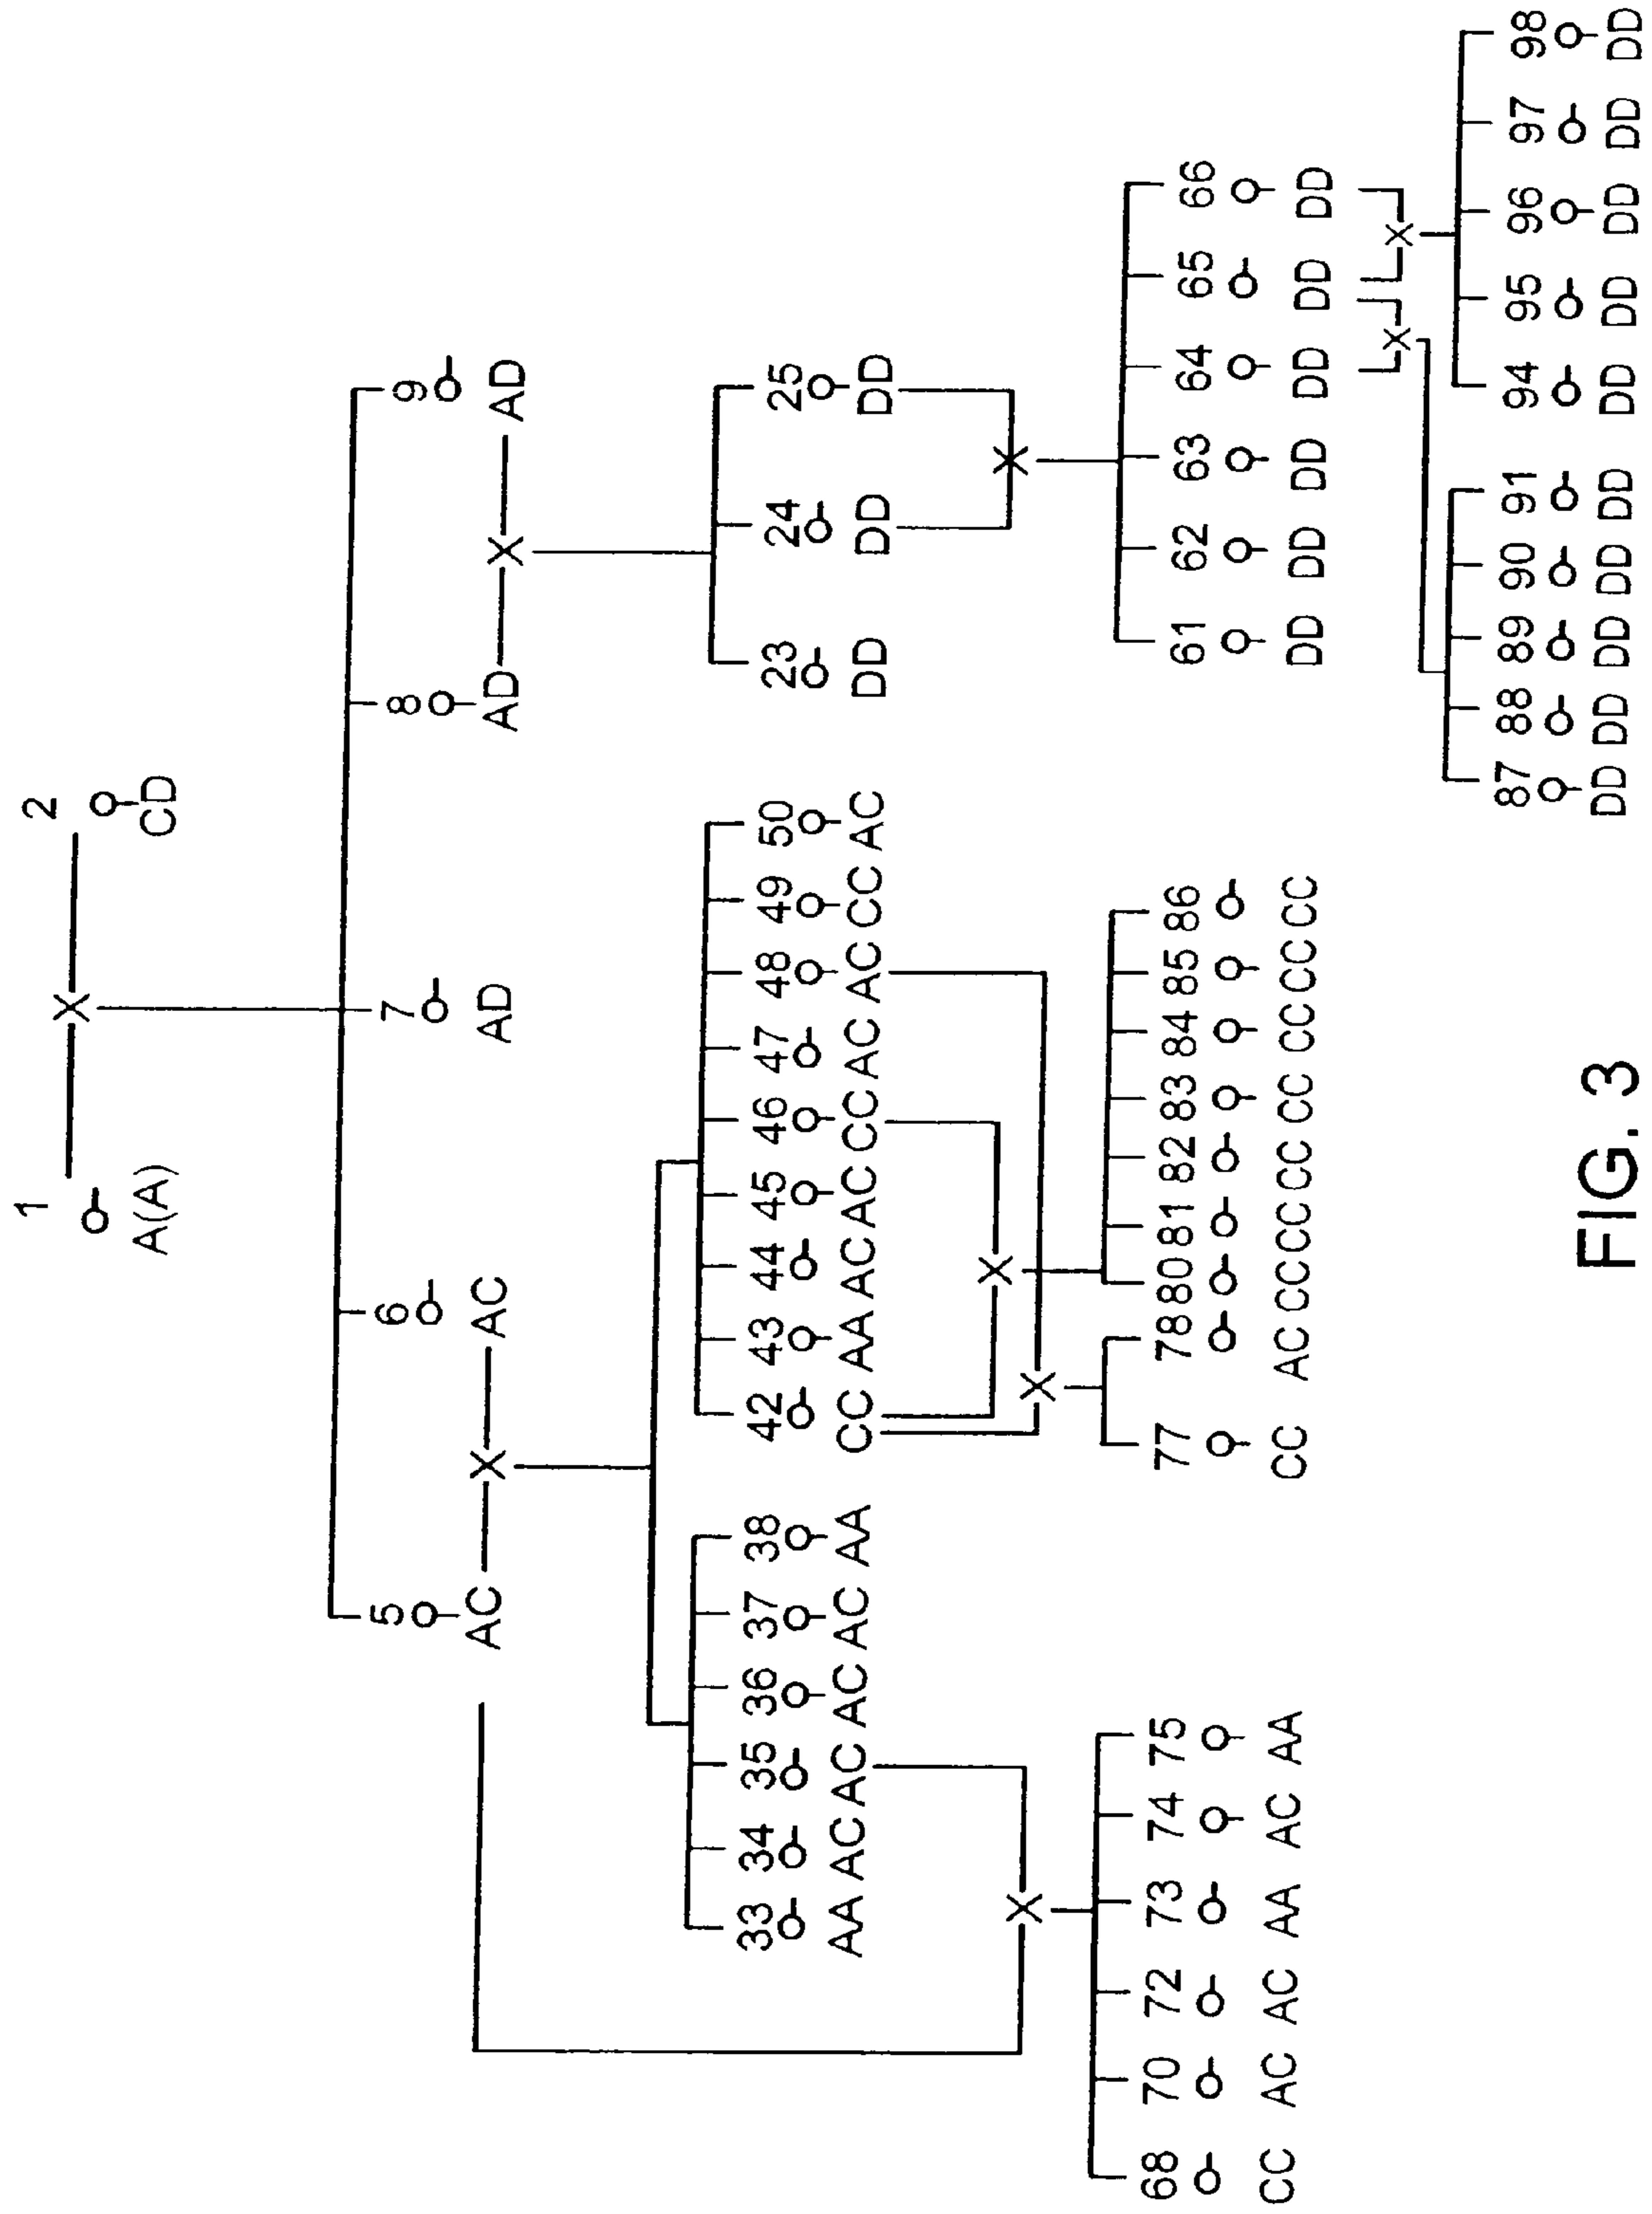 1 2
A(A) CD
5 6 7 8 9
AC AC AD AD AD
33 34 35 36 37 38 42 43 44 45 46 47 48 49 50 23 24 25
AA AC AC AC AC AA CC AA AC AC CC AC AC CC AC DD DD DD
68 70 72 73 74 75 77 78 80 81 82 83 84 85 86 61 62 63 64 65 66
CC AC AC AA AC AA CC AC CC CC CC CC CC CC CC DD DD DD DD DD DD
87 88 89 90 91 94 95 96 97 98
DD DD DD DD DD DD DD DD DD DD
FIG. 3